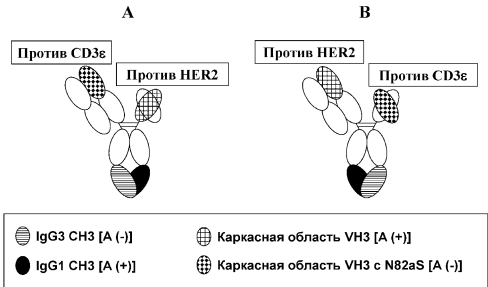 A
B
Против CD3ε
Против HER2
Против HER2
Против CD3ε
IgG3 CH3 [A (-)]
Каркасная область VH3 [A (+)]
IgG1 CH3 [A (+)]
Каркасная область VH3 с N82aS [A (-)]